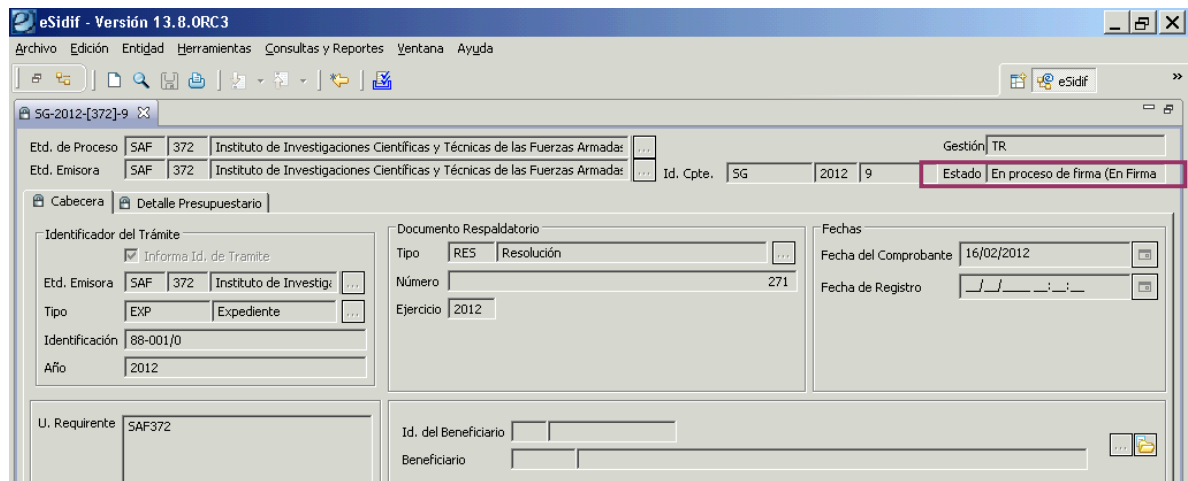 eSidif - Versión 13.8.0RC3
Archivo Edición Entidad Herramientas Consultas y Reportes Ventana Ayuda
eSidif
SG-2012-[372]-9
Etd. de Proceso SAF 372 Instituto de Investigaciones Científicas y Técnicas de las Fuerzas Armadas ... Gestión TR
Etd. Emisora SAF 372 Instituto de Investigaciones Científicas y Técnicas de las Fuerzas Armadas ... Id. Cpte. SG 2012 9 Estado En proceso de firma (En Firma
Cabecera Detalle Presupuestario
Identificador del Trámite
Informa Id. de Tramite
Etd. Emisora SAF 372 Instituto de Investiga ...
Tipo EXP Expediente ...
Identificación 88-001/0
Año 2012
Documento Respaldatorio
Tipo RES Resolución ...
Número 271
Ejercicio 2012
Fechas
Fecha del Comprobante 16/02/2012
Fecha de Registro __/__/____ __:__:__
U. Requirente SAF372
Id. del Beneficiario
Beneficiario ...